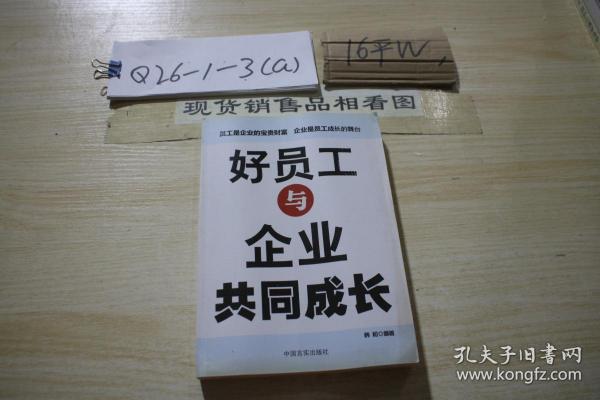 Q26-1-3(a)
16平W
现货销售品相看图
员工是企业的宝贵财富 企业是员工成长的舞台
好员工
与
企业
共同成长
◎编著
中国言实出版社
孔夫子旧书网
www.kongfz.com